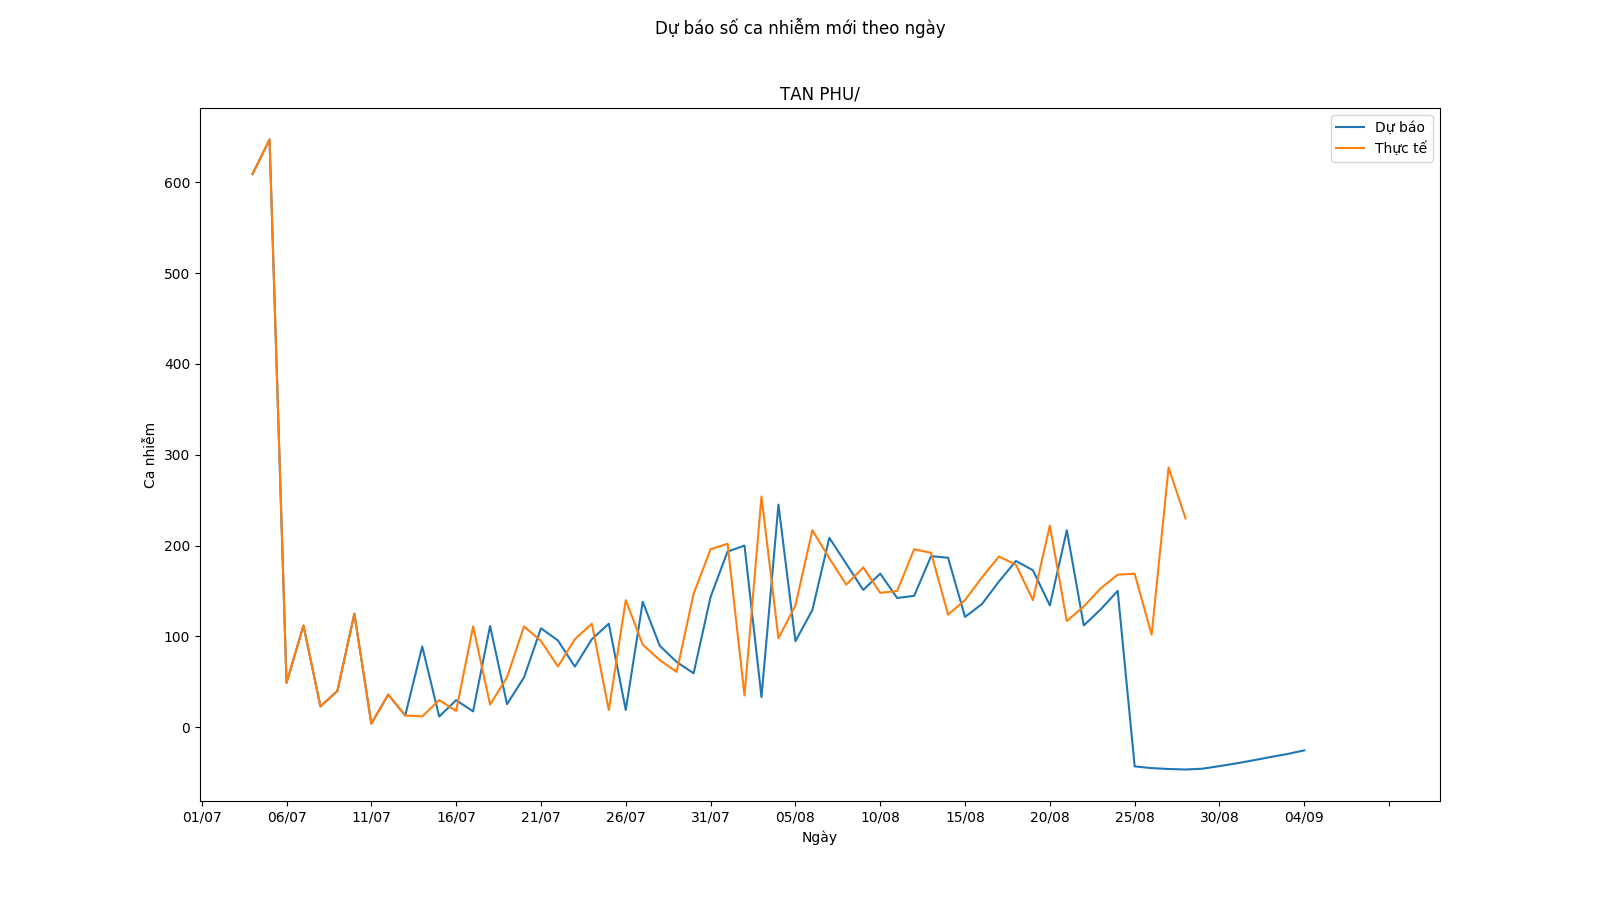 Dự báo số ca nhiễm mới theo ngày
TAN PHU/
Dự báo
Thực tế
600
500
400
300
200
100
0
Ca nhiễm
01/07 06/07 11/07 16/07 21/07 26/07 31/07 05/08 10/08 15/08 20/08 25/08 30/08 04/09
Ngày